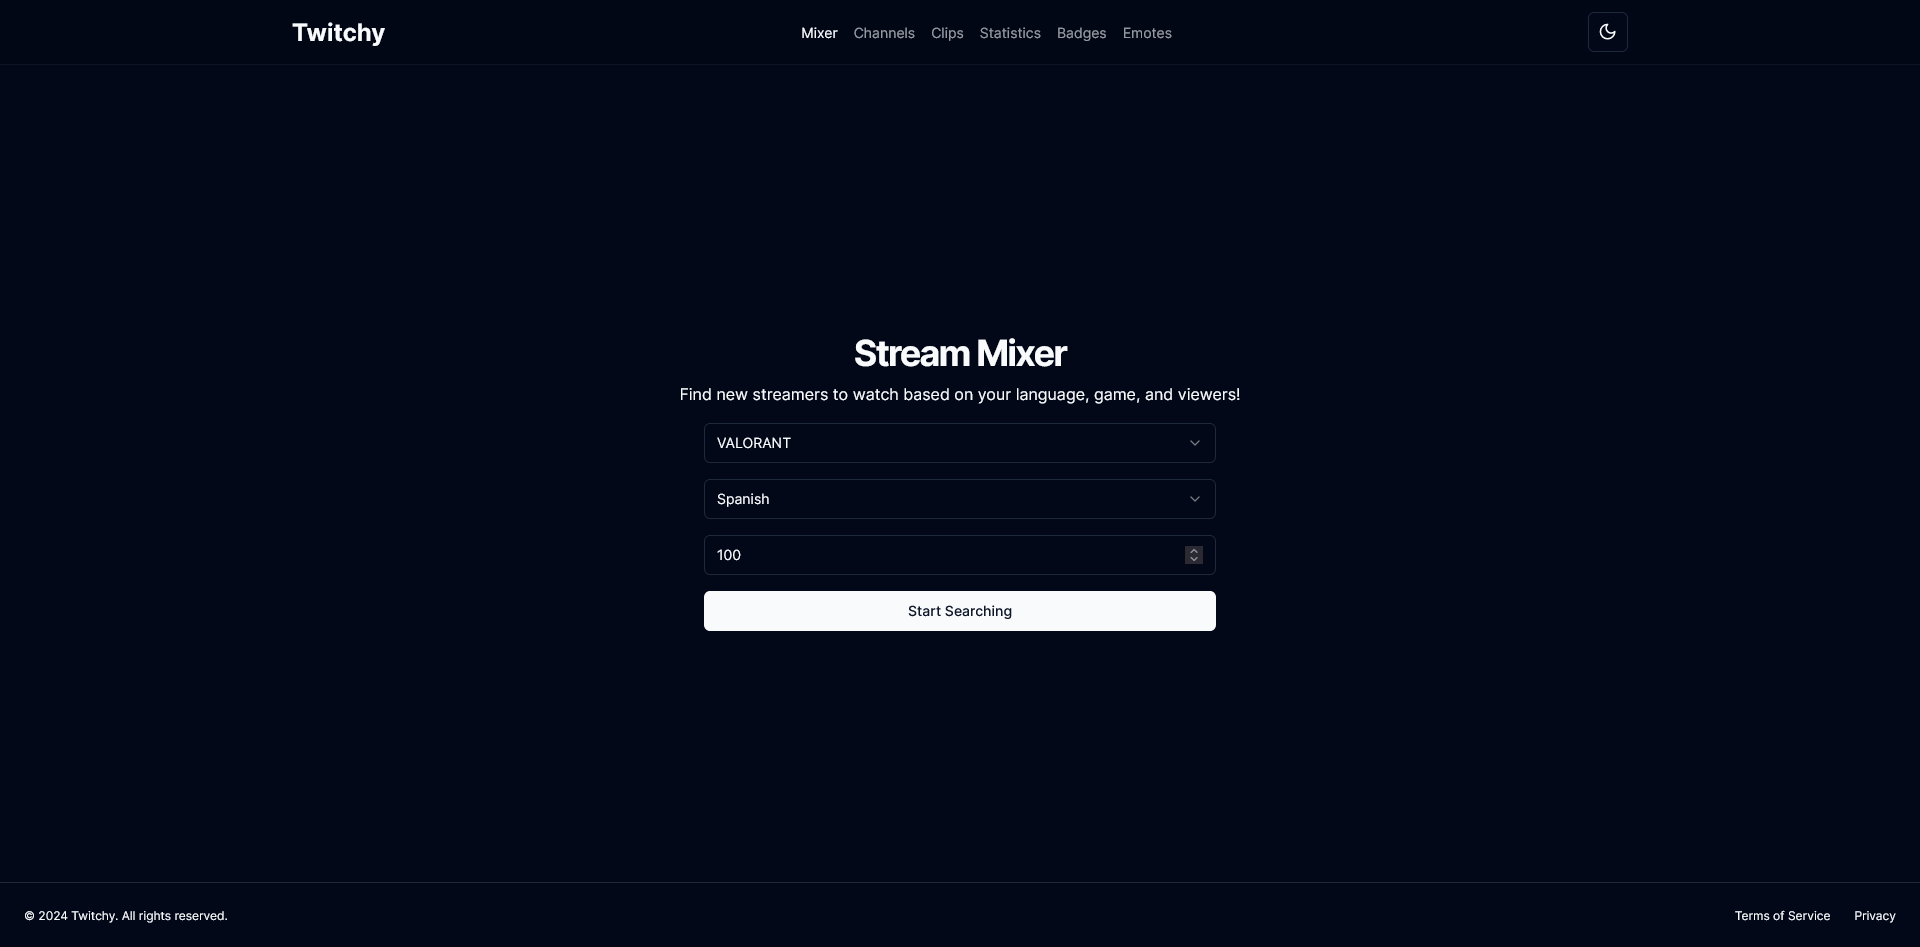 Twitchy
Mixer Channels Clips Statistics Badges Emotes
Stream Mixer
Find new streamers to watch based on your language, game, and viewers!
VALORANT
Spanish
100
Start Searching
© 2024 Twitchy. All rights reserved.
Terms of Service Privacy